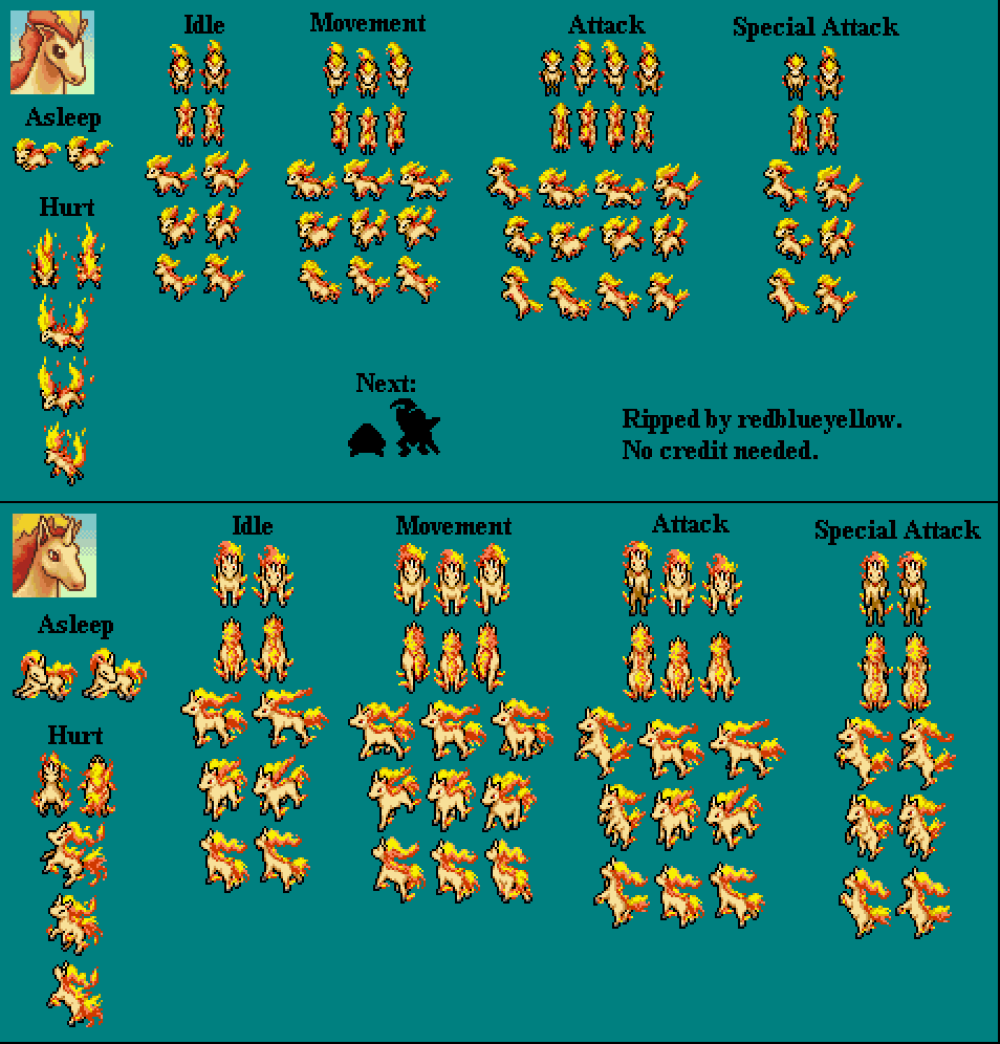 Idle
Movement
Attack
Special Attack
Asleep
Hurt
Next:
Ripped by redblueyellow.
No credit needed.
Idle
Movement
Attack
Special Attack
Asleep
Hurt